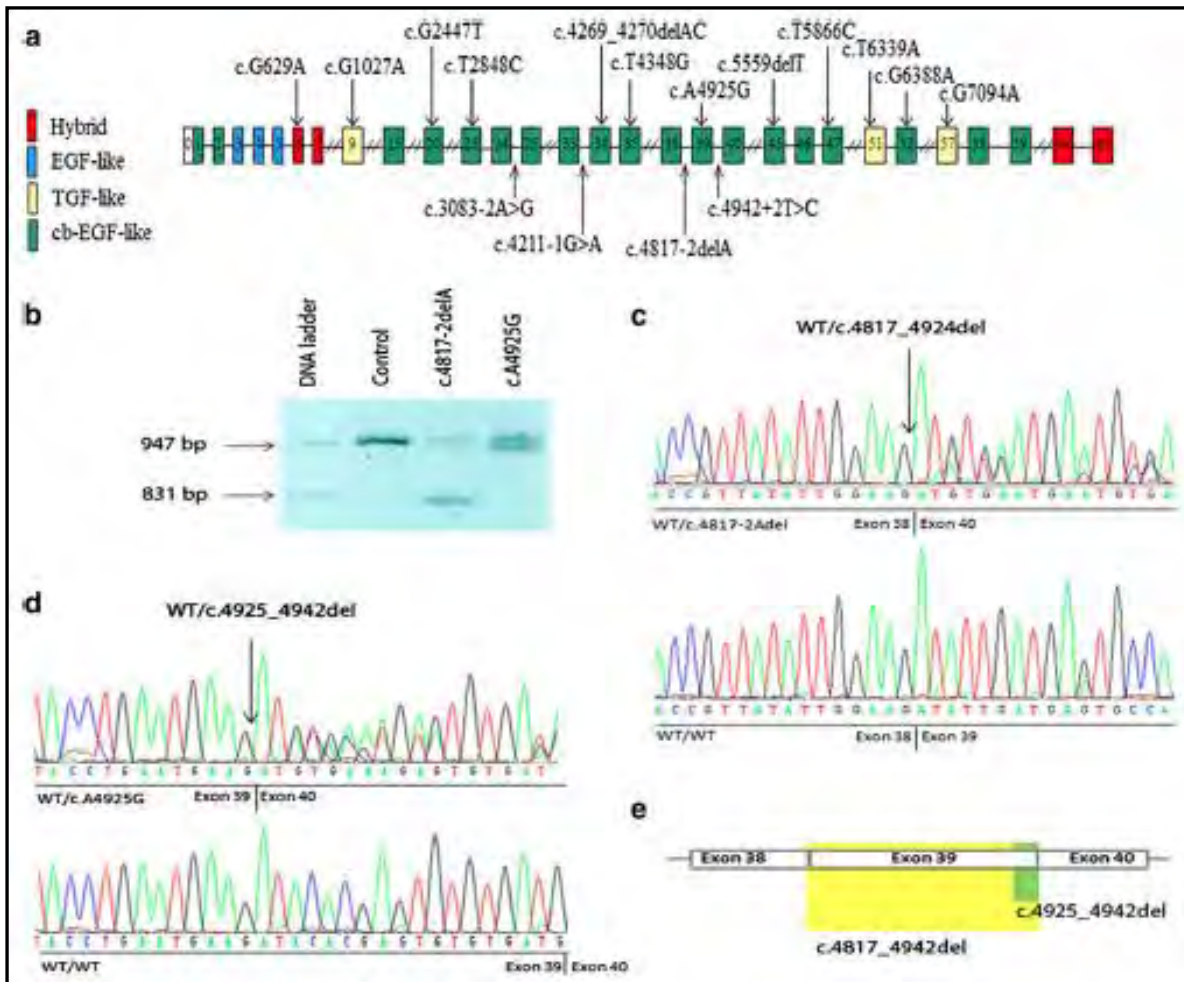 a
c.G2447T
c.4269_4270delAC
c.T5866C
c.T6339A
c.G629A
c.G1027A
c.T2848C
c.T4348G
c.5559delT
c.G6388A
c.A4925G
c.G7094A
Hybrid
EGF-like
TGF-like
cb-EGF-like
9
51
57
c.3083-2A>G
c.4942+2T>C
c.4211-1G>A
c.4817-2delA
b
DNA ladder
Control
c.4817-2delA
c.A4925G
947 bp
831 bp
c
WT/c.4817_4924del
A C C G T T A T A T T G G A A G A T G T G A A T G A A T G T G A
WT/c.4817-2Adel
Exon 38 | Exon 40
A C C G T T A T A T T G G A A G A T A T T G A T G A G T G C C A
WT/WT
Exon 38 | Exon 39
d
WT/c.4925_4942del
T A C C T G A A T G A A G A T G T G A A A G A G T G T G A T
WT/c.A4925G
Exon 39 | Exon 40
T A C C T G A A T G A A G A T A C A C G A G T G T G T G A T G
WT/WT
Exon 39 | Exon 40
e
Exon 38
Exon 39
Exon 40
c.4925_4942del
c.4817_4942del